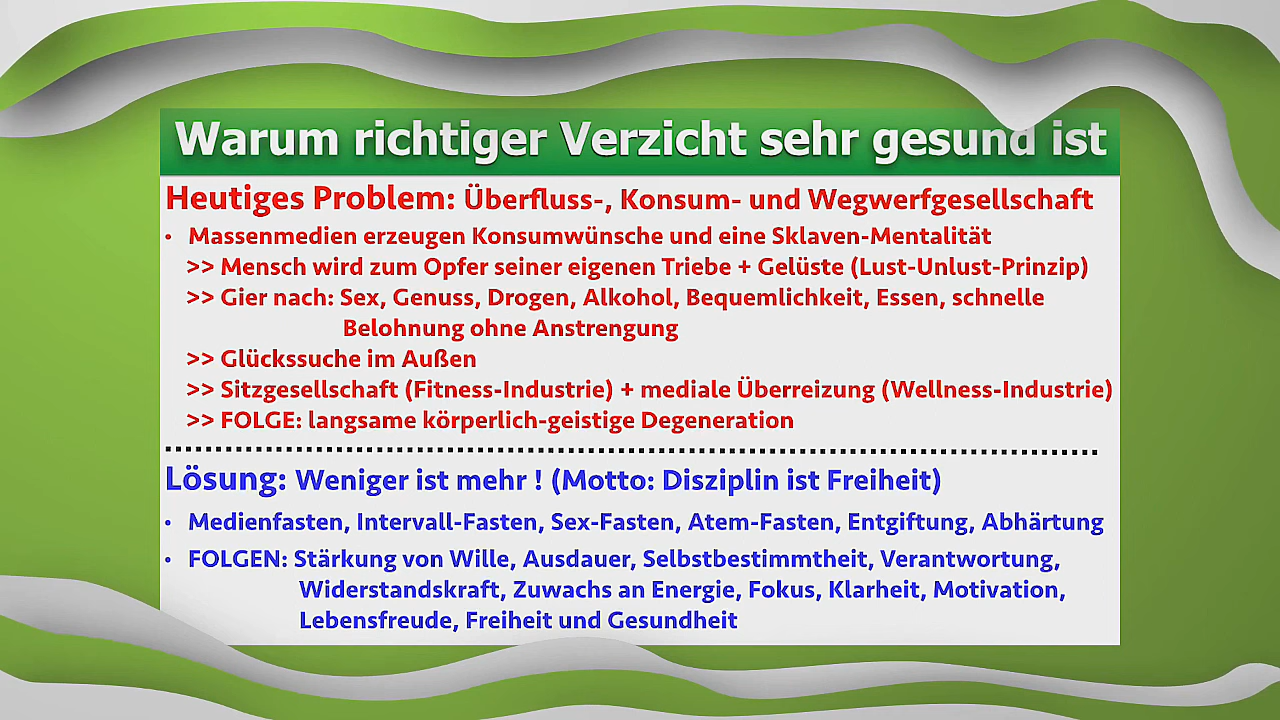 Warum richtiger Verzicht sehr gesund ist
Heutiges Problem: Überfluss-, Konsum- und Wegwerfgesellschaft
• Massenmedien erzeugen Konsumwünsche und eine Sklaven-Mentalität
>> Mensch wird zum Opfer seiner eigenen Triebe + Gelüste (Lust-Unlust-Prinzip)
>> Gier nach: Sex, Genuss, Drogen, Alkohol, Bequemlichkeit, Essen, schnelle
Belohnung ohne Anstrengung
>> Glückssuche im Außen
>> Sitzgesellschaft (Fitness-Industrie) + mediale Überreizung (Wellness-Industrie)
>> FOLGE: langsame körperlich-geistige Degeneration
Lösung: Weniger ist mehr ! (Motto: Disziplin ist Freiheit)
• Medienfasten, Intervall-Fasten, Sex-Fasten, Atem-Fasten, Entgiftung, Abhärtung
• FOLGEN: Stärkung von Wille, Ausdauer, Selbstbestimmtheit, Verantwortung,
Widerstandskraft, Zuwachs an Energie, Fokus, Klarheit, Motivation,
Lebensfreude, Freiheit und Gesundheit